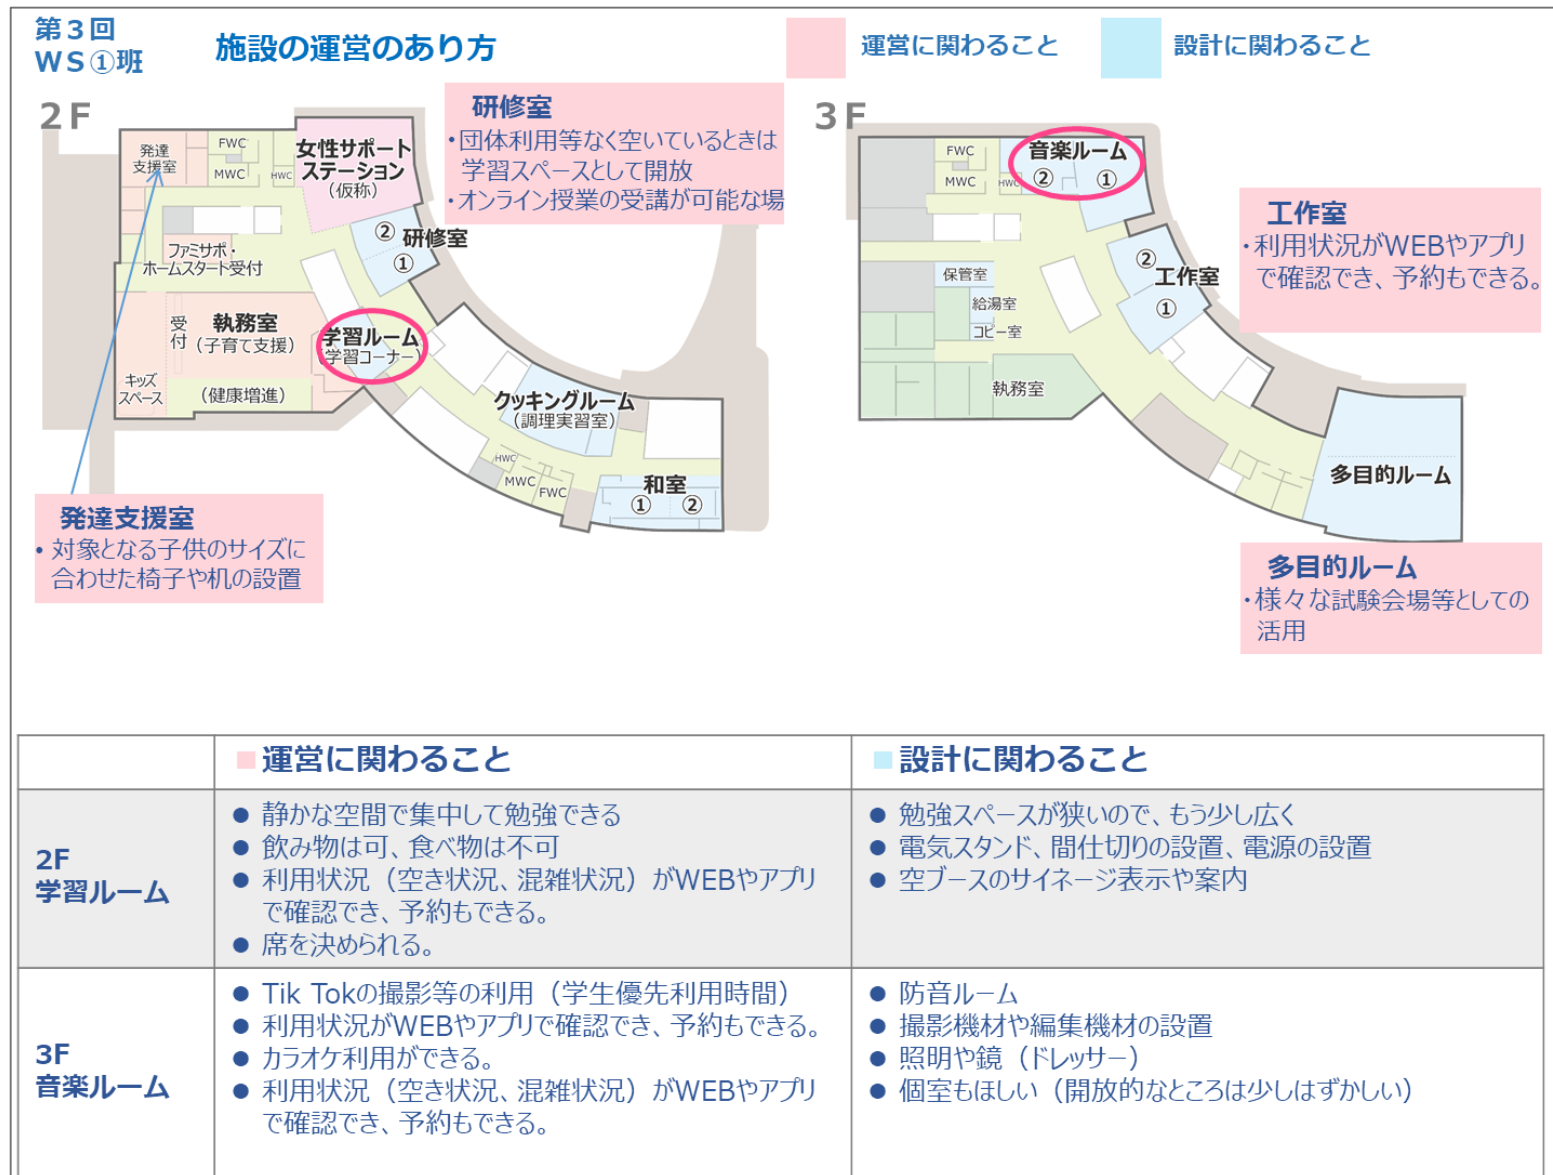 第３回
ＷＳ①班
施設の運営のあり方
運営に関わること
設計に関わること
２Ｆ
発達
支援室
FWC
MWC
HWC
女性サポート
ステーション
（仮称）
研修室
・団体利用等なく空いているときは
学習スペースとして開放
・オンライン授業の受講が可能な場
②
研修室
①
ファミサポ・
ホームスタート受付
受
付
執務室
（子育て支援）
学習ルーム
（学習コーナー）
キッズ
スペース
（健康増進）
クッキングルーム
（調理実習室）
HWC
MWC
FWC
和室
①
②
発達支援室
・対象となる子供のサイズに
合わせた椅子や机の設置
３Ｆ
FWC
MWC
HWC
音楽ルーム
②
①
保管室
給湯室
コピー室
②
工作室
①
執務室
多目的ルーム
工作室
・利用状況がWEBやアプリ
で確認でき、予約もできる。
多目的ルーム
・様々な試験会場等としての
活用
■運営に関わること
■設計に関わること
2F
学習ルーム
● 静かな空間で集中して勉強できる
● 飲み物は可、食べ物は不可
● 利用状況（空き状況、混雑状況）がWEBやアプリ
で確認でき、予約もできる。
● 席を決められる。
● 勉強スペースが狭いので、もう少し広く
● 電気スタンド、間仕切りの設置、電源の設置
● 空ブースのサイネージ表示や案内
3F
音楽ルーム
● Tik Tokの撮影等の利用（学生優先利用時間）
● 利用状況がWEBやアプリで確認でき、予約もできる。
● カラオケ利用ができる。
● 利用状況（空き状況、混雑状況）がWEBやアプリ
で確認でき、予約もできる。
● 防音ルーム
● 撮影機材や編集機材の設置
● 照明や鏡（ドレッサー）
● 個室もほしい（開放的なところは少しはずかしい）